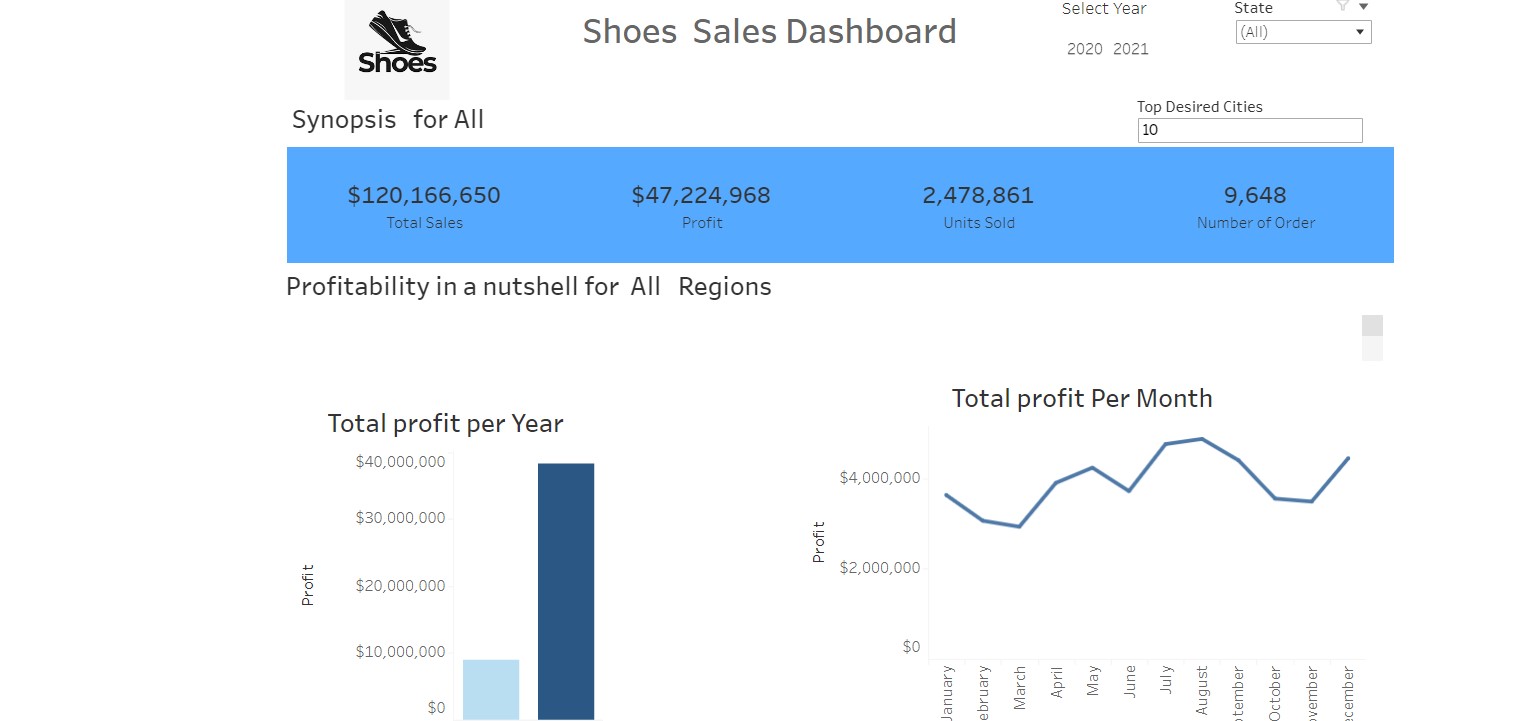 Shoes
Shoes Sales Dashboard
Select Year
2020 2021
State
(All)
Synopsis for All
Top Desired Cities
10
$120,166,650
Total Sales
$47,224,968
Profit
2,478,861
Units Sold
9,648
Number of Order
Profitability in a nutshell for All Regions
Total profit per Year
$40,000,000
$30,000,000
$20,000,000
$10,000,000
$0
Profit
Total profit Per Month
$4,000,000
$2,000,000
$0
Profit
January
ebruary
March
April
May
June
July
August
tember
October
vember
cember